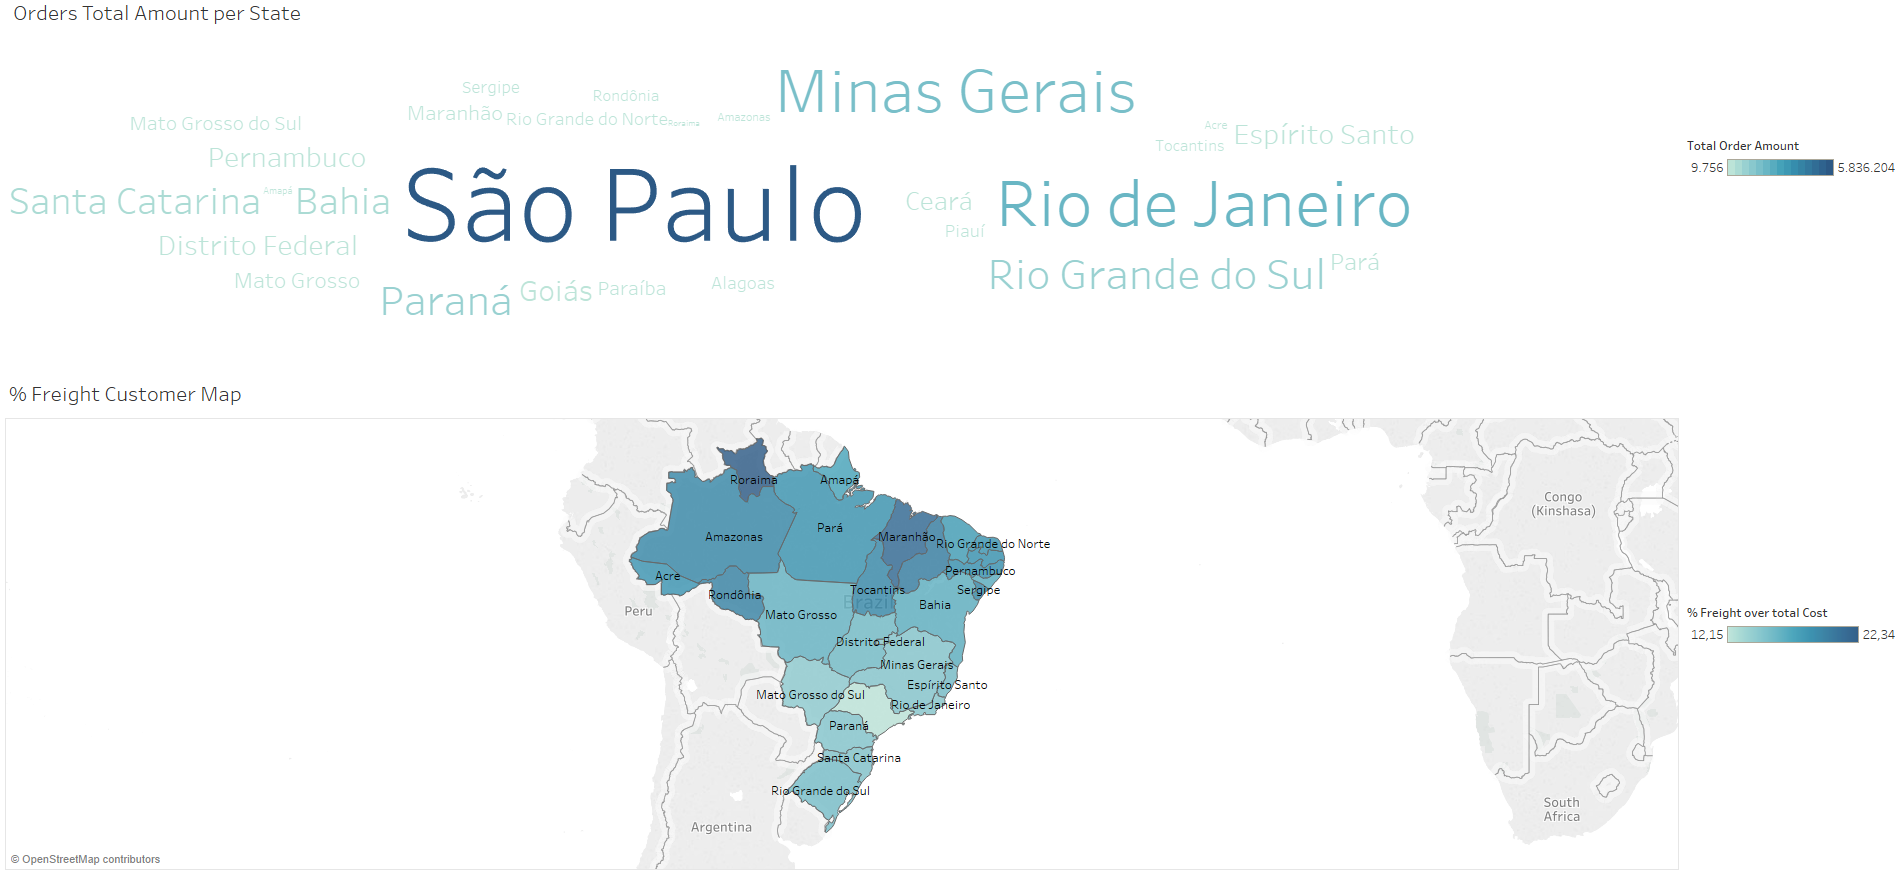 Orders Total Amount per State
Minas Gerais
Sergipe
Rondônia
Maranhão
Rio Grande do Norte
Roraima
Amazonas
Mato Grosso do Sul
Acre
Espírito Santo
Tocantins
Pernambuco
Total Order Amount
9.756
5.836.204
Santa Catarina
Amapá
Bahia
São Paulo
Ceará
Rio de Janeiro
Piauí
Distrito Federal
Rio Grande do Sul
Pará
Mato Grosso
Paraná
Goiás
Paraíba
Alagoas
% Freight Customer Map
Roraima
Amapá
Congo
(Kinshasa)
Pará
Amazonas
Maranhão
Rio Grande do Norte
Acre
Pernambuco
Rondônia
Tocantins
Sergipe
Brazil
Bahia
Peru
Mato Grosso
% Freight over total Cost
12,15
22,34
Distrito Federal
Minas Gerais
Espírito Santo
Mato Grosso do Sul
Rio de Janeiro
Paraná
Santa Catarina
Rio Grande do Sul
South
Africa
Argentina
© OpenStreetMap contributors